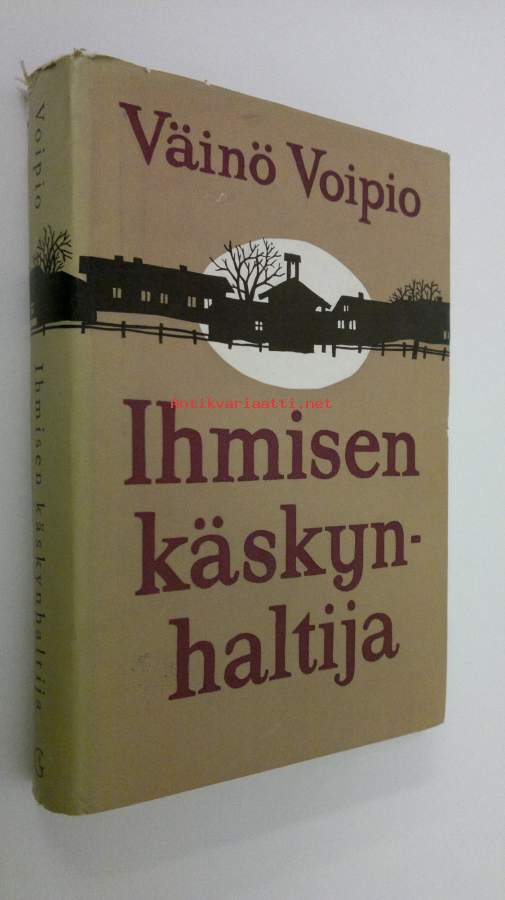 Väinö Voipio
antikvariaatti.net
Ihmisen
käskyn-
haltija
Voipio
Ihmisen käskynhaltija